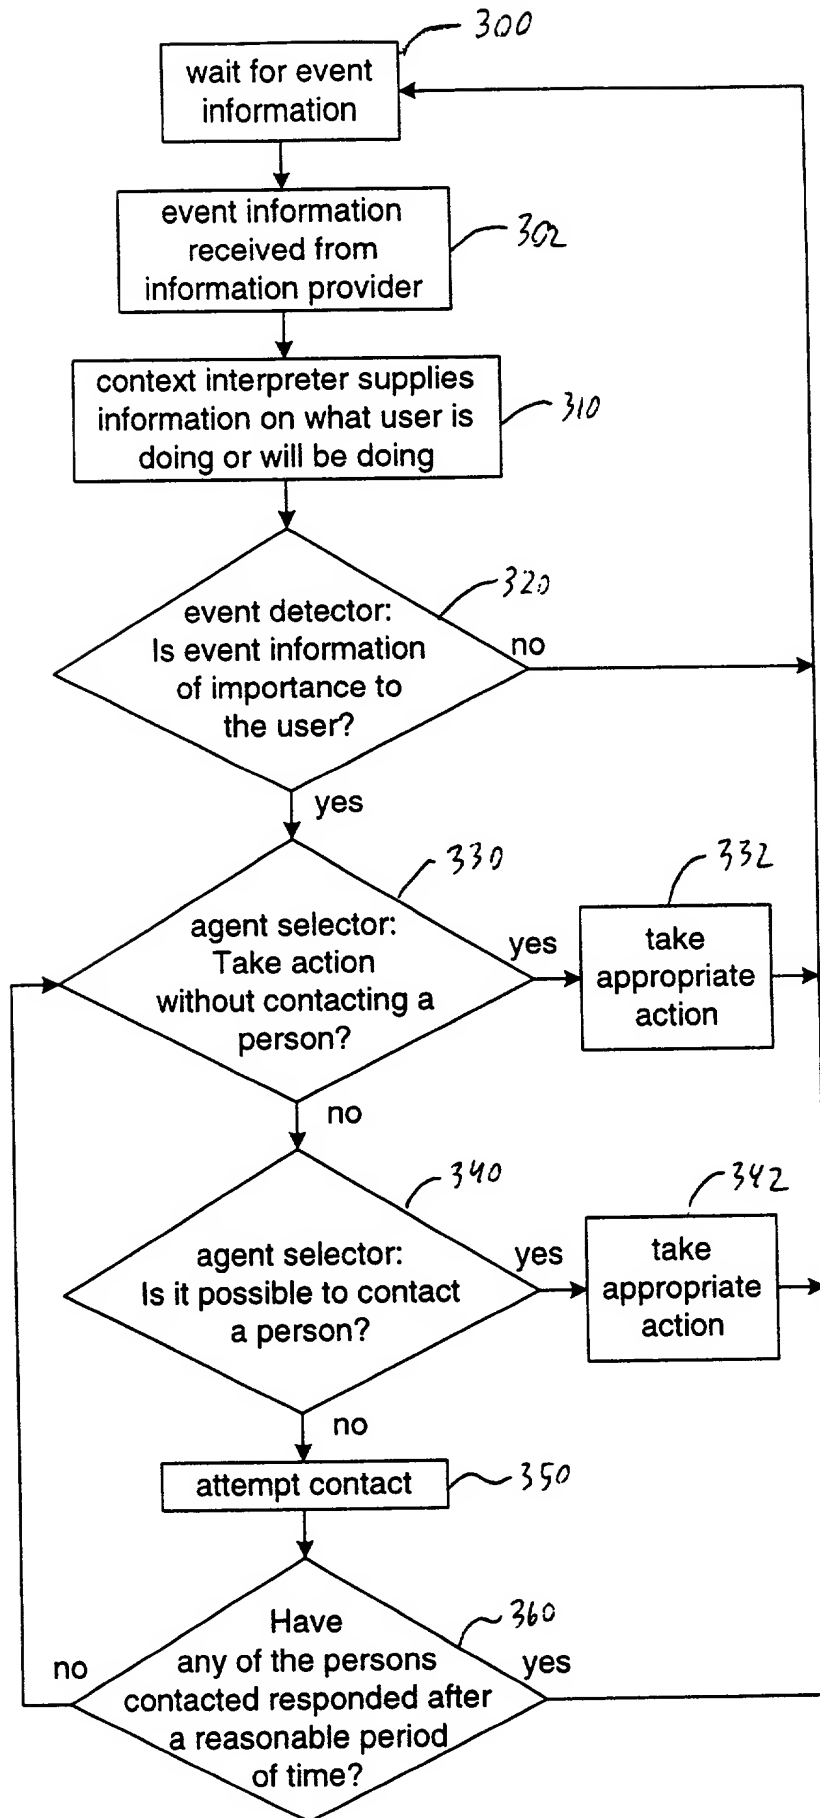 300
wait for event
information
302
event information
received from
information provider
310
context interpreter supplies
information on what user is
doing or will be doing
320
event detector:
Is event information
of importance to
the user?
no
yes
330
agent selector:
Take action
without contacting a
person?
yes
332
take
appropriate
action
no
340
agent selector:
Is it possible to contact
a person?
yes
342
take
appropriate
action
no
attempt contact
350
360
Have
any of the persons
contacted responded after
a reasonable period
of time?
no
yes